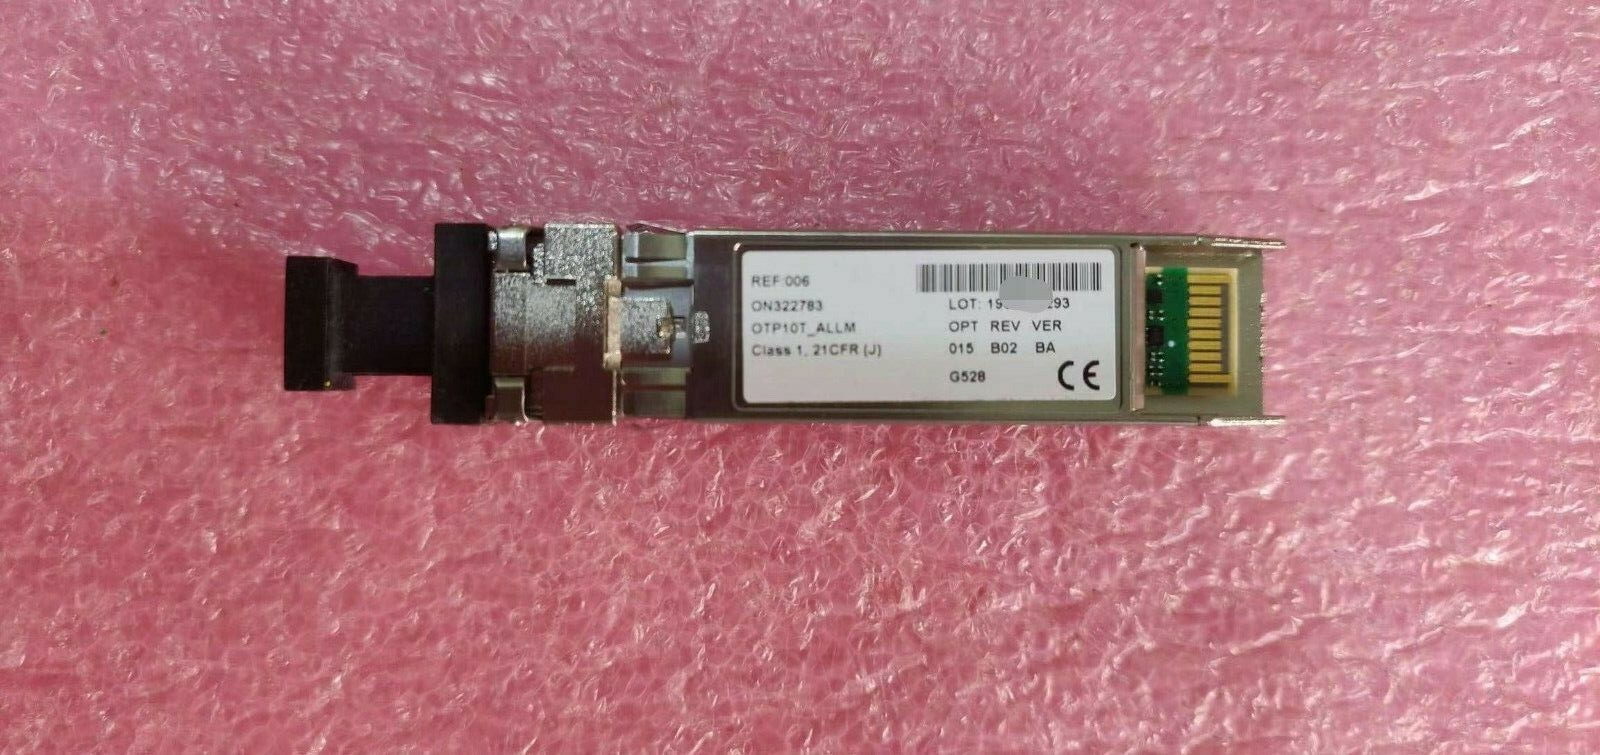 REF:006
ON322783
OTP10T_ALLM
Class 1, 21CFR (J)
LOT: 19 293
OPT REV VER
015 B02 BA
G528
CE